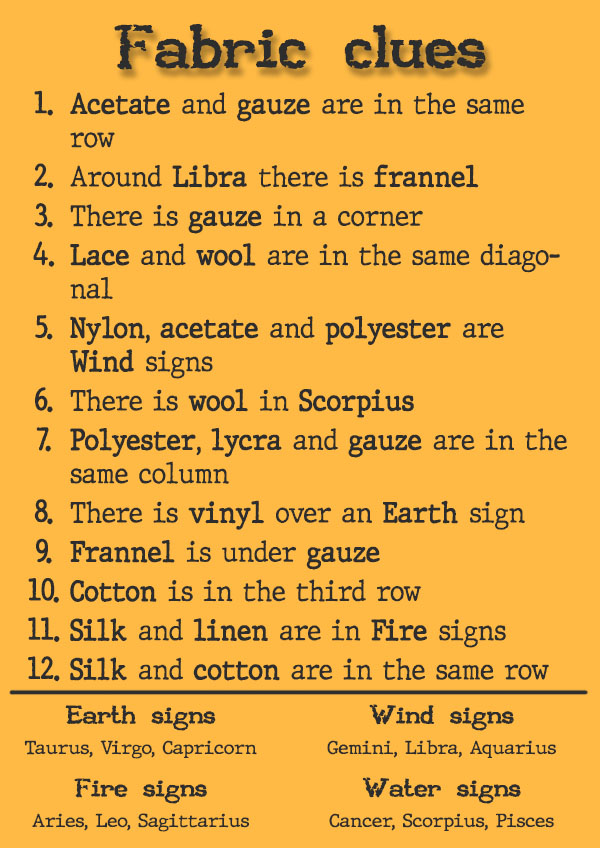 Fabric clues
1. Acetate and gauze are in the same
row
2. Around Libra there is frannel
3. There is gauze in a corner
4. Lace and wool are in the same diago-
nal
5. Nylon, acetate and polyester are
Wind signs
6. There is wool in Scorpius
7. Polyester, lycra and gauze are in the
same column
8. There is vinyl over an Earth sign
9. Frannel is under gauze
10. Cotton is in the third row
11. Silk and linen are in Fire signs
12. Silk and cotton are in the same row
Earth signs
Taurus, Virgo, Capricorn
Wind signs
Gemini, Libra, Aquarius
Fire signs
Aries, Leo, Sagittarius
Water signs
Cancer, Scorpius, Pisces